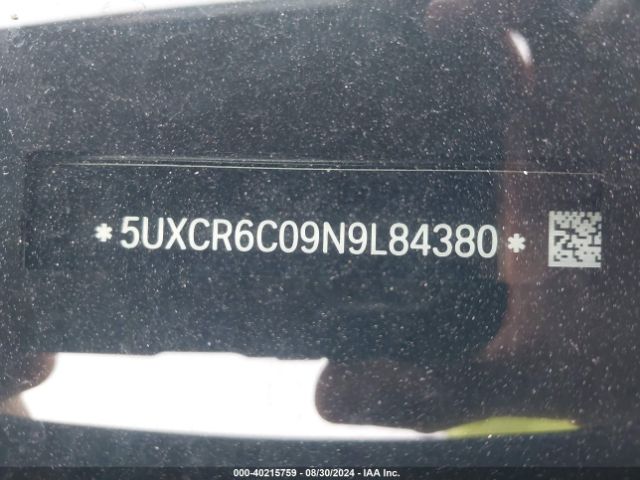 *5UXCR6C09N9L84380*
000-40215759 - 08/30/2024 - IAA Inc.